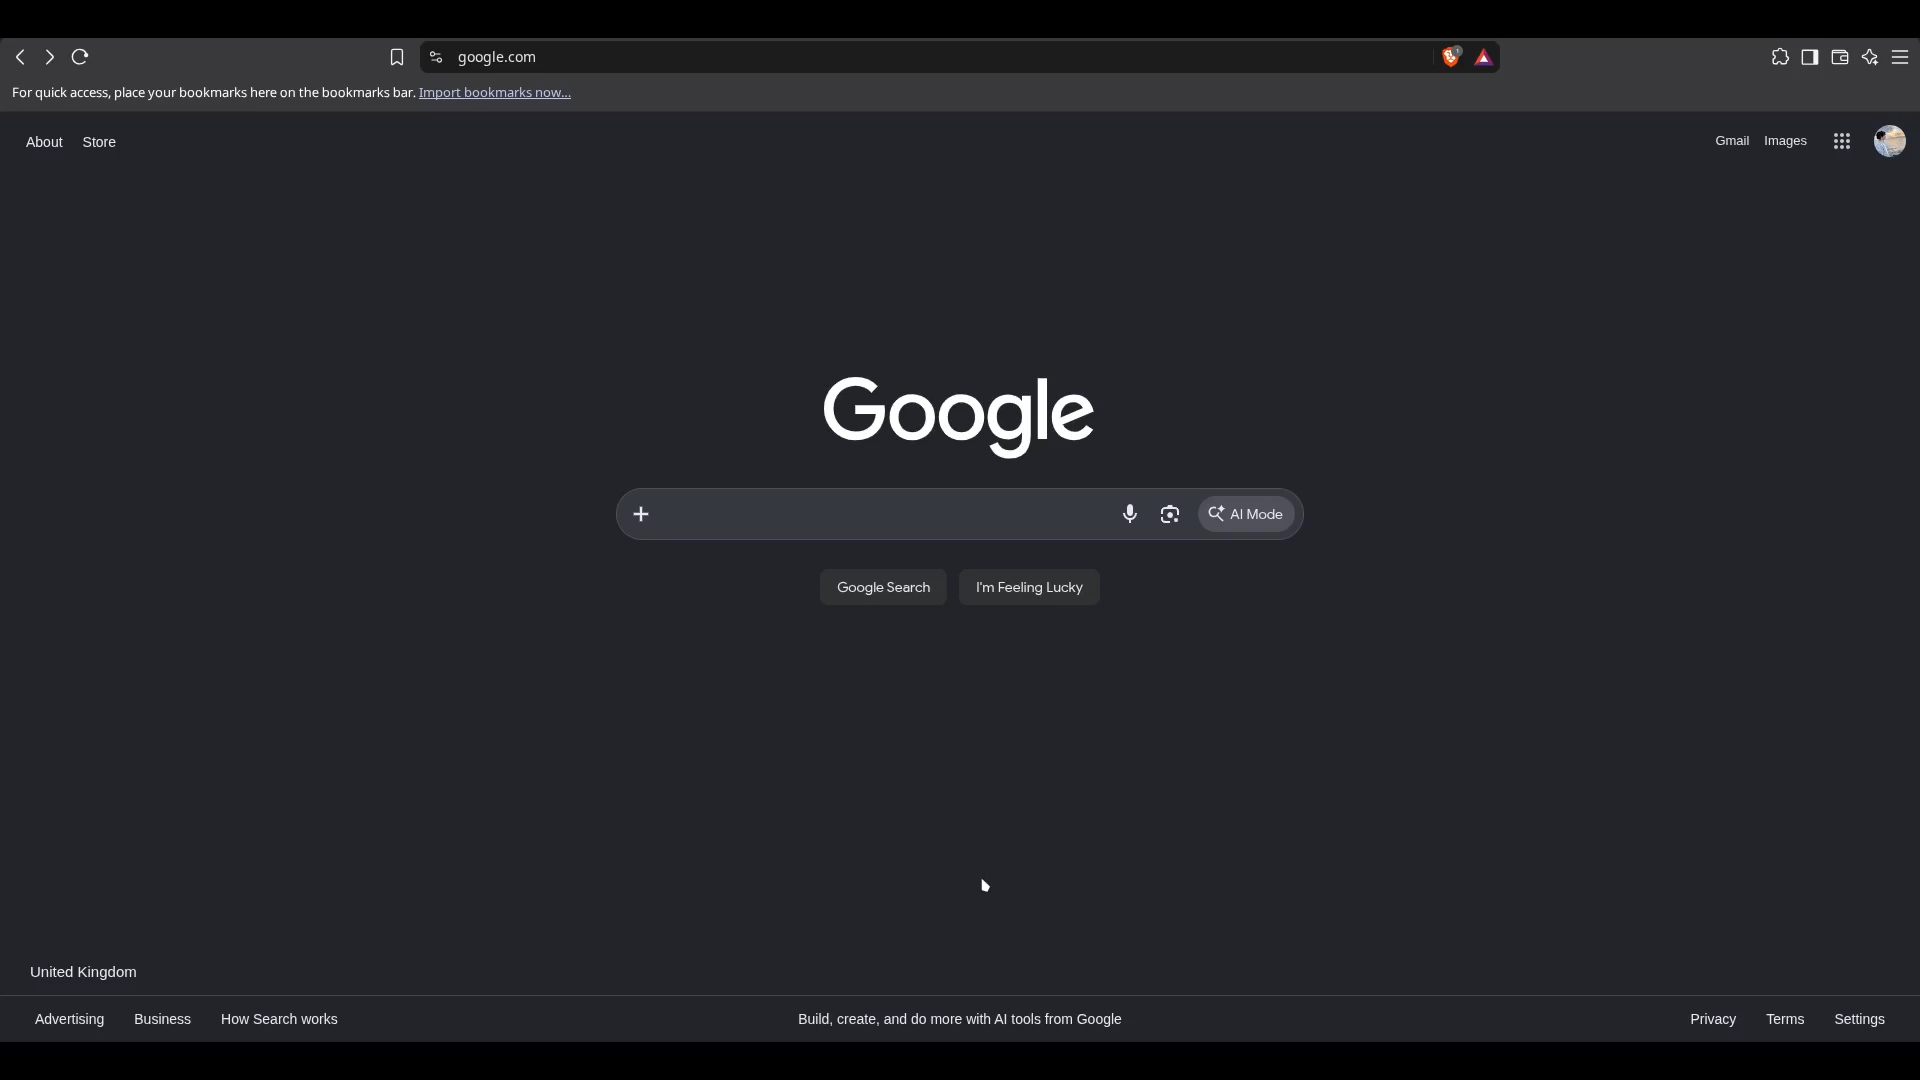 google.com
For quick access, place your bookmarks here on the bookmarks bar. Import bookmarks now...
About Store
Gmail Images
Google
AI Mode
Google Search I'm Feeling Lucky
United Kingdom
Advertising Business How Search works
Build, create, and do more with AI tools from Google
Privacy Terms Settings